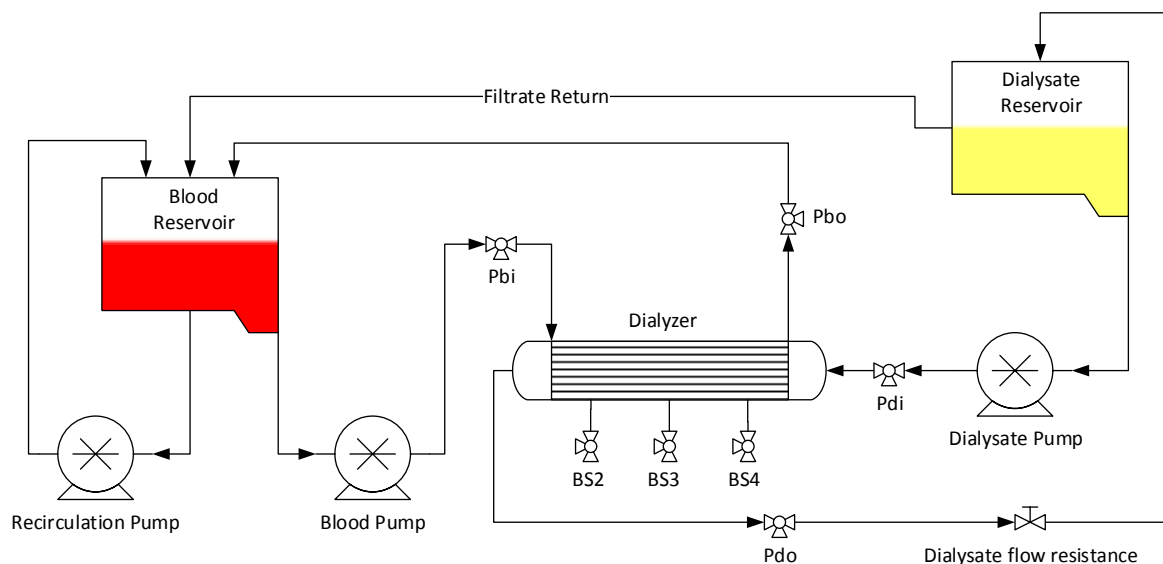 Filtrate Return
Dialysate
Reservoir
Blood
Reservoir
Pbo
Pbi
Dialyzer
Pdi
Dialysate Pump
BS2
BS3
BS4
Recirculation Pump
Blood Pump
Pdo
Dialysate flow resistance